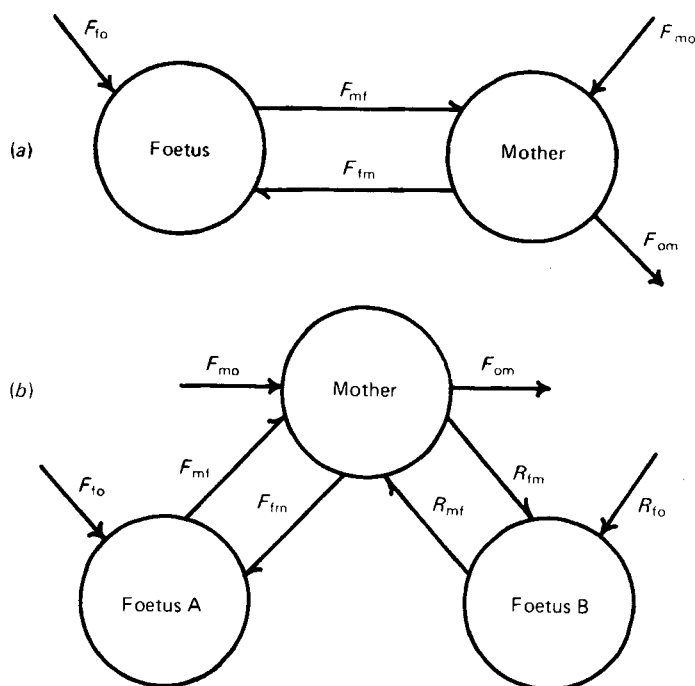 F_fo
F_mo
F_mf
(a)
Foetus
Mother
F_fm
F_om
(b)
F_mo
Mother
F_om
F_fo
F_mf
F_fm
R_mf
R_fm
R_fo
Foetus A
Foetus B